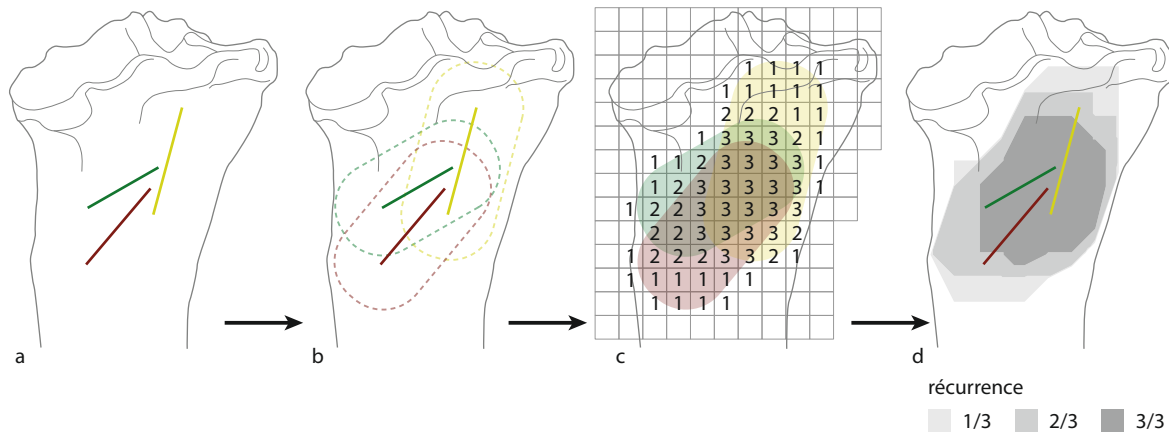 1 1 1 1
1 1 1 1 1
2 2 2 1 1
1 3 3 3 2 1
1 1 2 3 3 3 3 1
1 2 3 3 3 3 3 1
1 2 2 3 3 3 3 3
2 2 3 3 3 3 2
1 2 2 2 3 3 2 1
1 1 1 1 1 1
1 1 1 1
a b c d
récurrence
1/3 2/3 3/3